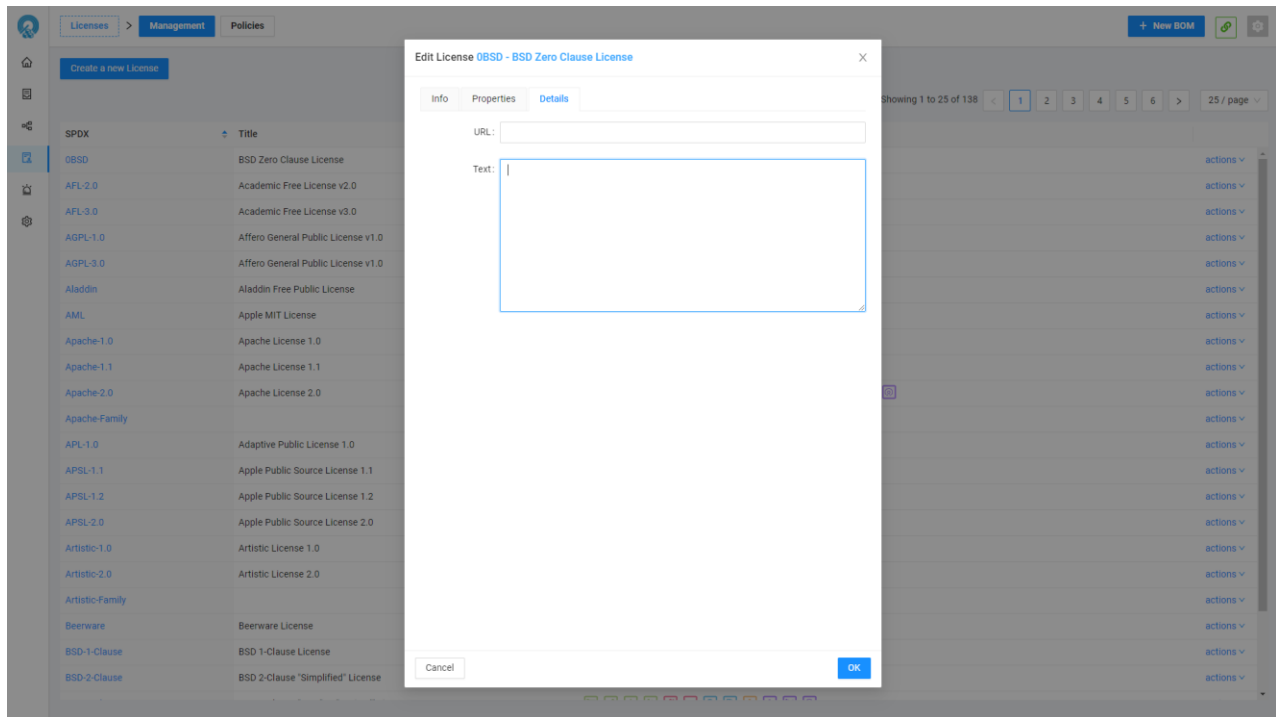 Licenses > Management Policies
+ New BOM
Create a new License
Edit License 0BSD - BSD Zero Clause License
Info Properties Details
URL:
Text:
Cancel OK
Showing 1 to 25 of 138 < 1 2 3 4 5 6 > 25 / page
SPDX Title
0BSD BSD Zero Clause License actions
AFL-2.0 Academic Free License v2.0 actions
AFL-3.0 Academic Free License v3.0 actions
AGPL-1.0 Affero General Public License v1.0 actions
AGPL-3.0 Affero General Public License v1.0 actions
Aladdin Aladdin Free Public License actions
AML Apple MIT License actions
Apache-1.0 Apache License 1.0 actions
Apache-1.1 Apache License 1.1 actions
Apache-2.0 Apache License 2.0 actions
Apache-Family actions
APL-1.0 Adaptive Public License 1.0 actions
APSL-1.1 Apple Public Source License 1.1 actions
APSL-1.2 Apple Public Source License 1.2 actions
APSL-2.0 Apple Public Source License 2.0 actions
Artistic-1.0 Artistic License 1.0 actions
Artistic-2.0 Artistic License 2.0 actions
Artistic-Family actions
Beerware Beerware License actions
BSD-1-Clause BSD 1-Clause License actions
BSD-2-Clause BSD 2-Clause "Simplified" License actions